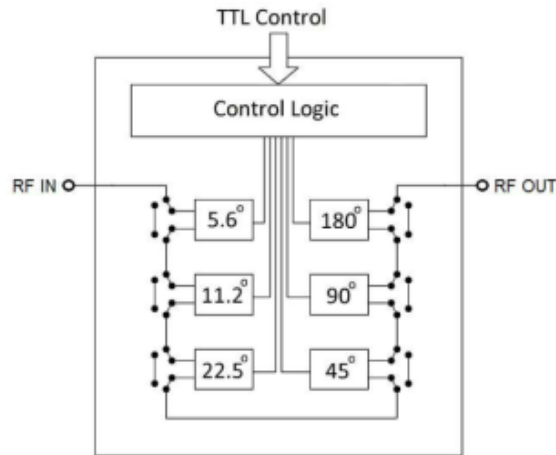 TTL Control
Control Logic
RF IN
RF OUT
5.6°
180°
11.2°
90°
22.5°
45°